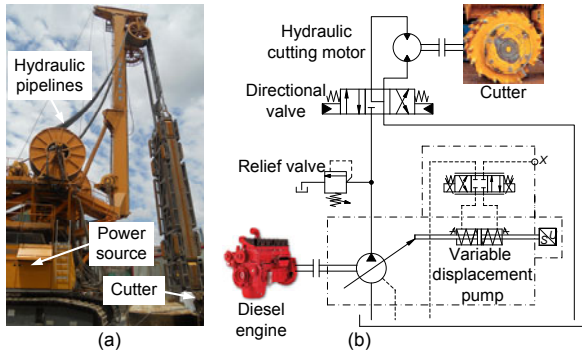 Hydraulic
pipelines
Power
source
Cutter
(a)
Hydraulic
cutting motor
Cutter
Directional
valve
Relief valve
x
Variable
displacement
pump
Diesel
engine
(b)